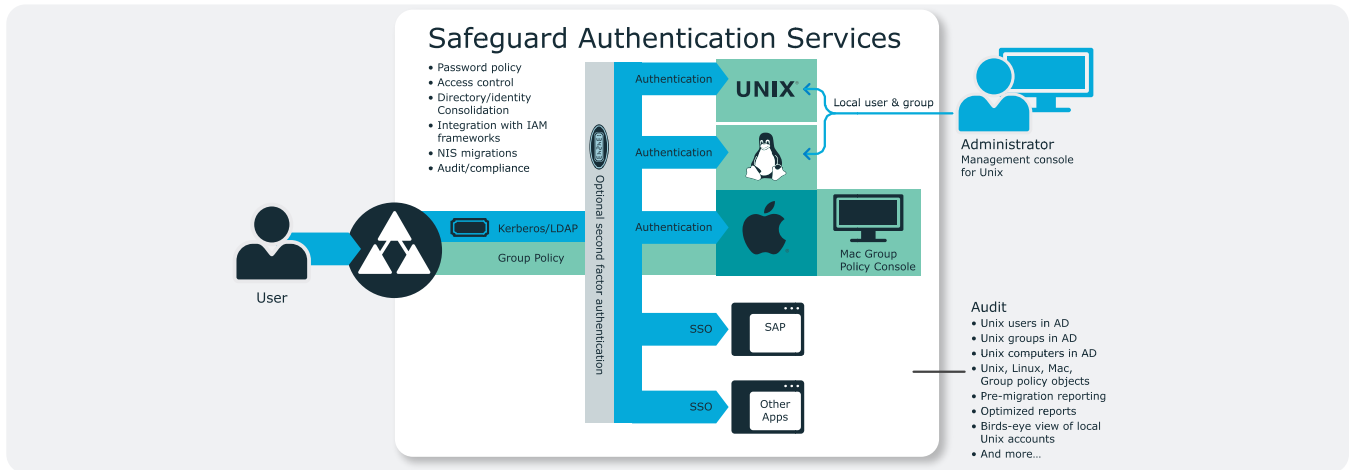 Safeguard Authentication Services
• Password policy
• Access control
• Directory/identity
Consolidation
• Integration with IAM
frameworks
• NIS migrations
• Audit/compliance
Optional second factor authentication
Authentication
UNIX
Authentication
Local user & group
Administrator
Management console
for Unix
User
Kerberos/LDAP
Group Policy
Authentication
Mac Group
Policy Console
SSO
SAP
SSO
Other
Apps
Audit
• Unix users in AD
• Unix groups in AD
• Unix computers in AD
• Unix, Linux, Mac,
Group policy objects
• Pre-migration reporting
• Optimized reports
• Birds-eye view of local
Unix accounts
• And more…